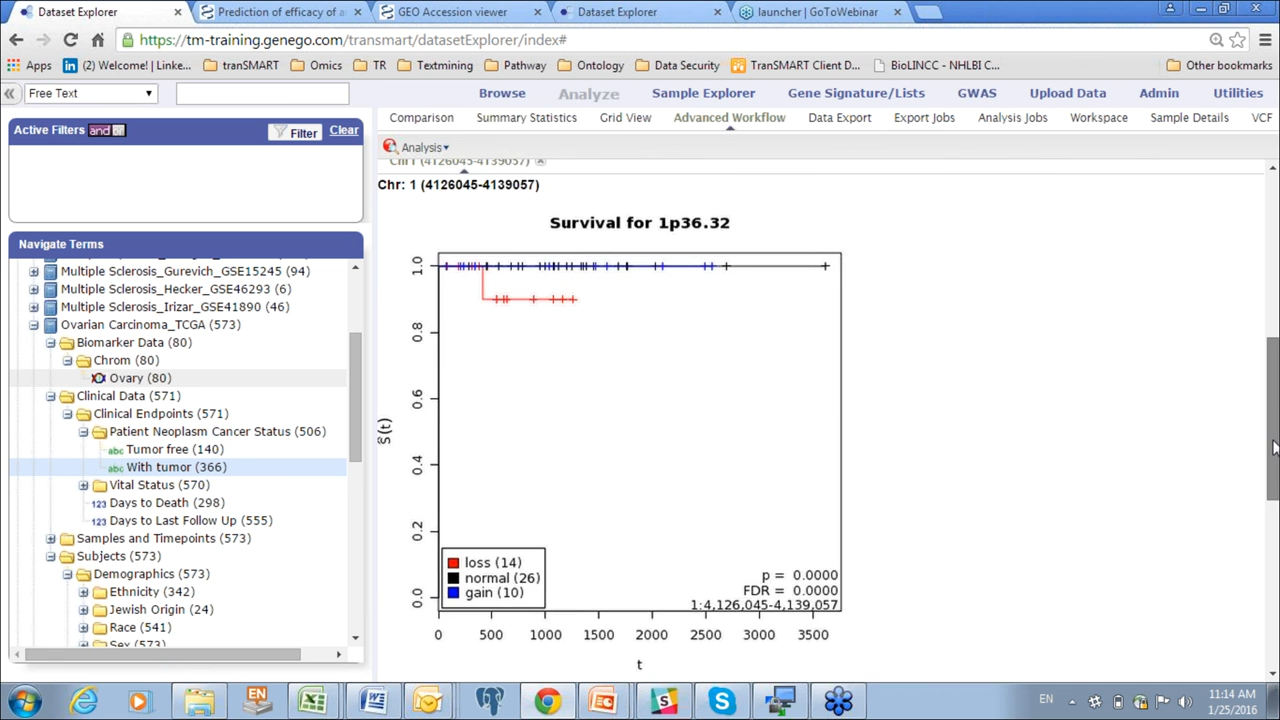 Dataset Explorer
Prediction of efficacy of a
GEO Accession viewer
Dataset Explorer
launcher | GoToWebinar
https://tm-training.genego.com/transmart/datasetExplorer/index#
Apps
(2) Welcome! | Linke...
tranSMART
Omics
TR
Textmining
Pathway
Ontology
Data Security
TranSMART Client D...
BioLINCC - NHLBI C...
Other bookmarks
Free Text
Browse
Analyze
Sample Explorer
Gene Signature/Lists
GWAS
Upload Data
Admin
Utilities
Active Filters and or
Filter
Clear
Comparison
Summary Statistics
Grid View
Advanced Workflow
Data Export
Export Jobs
Analysis Jobs
Workspace
Sample Details
VCF
Analysis
Chr1 (4126045-4139057)
Chr: 1 (4126045-4139057)
Navigate Terms
Multiple Sclerosis_Gurevich_GSE15245 (94)
Multiple Sclerosis_Hecker_GSE46293 (6)
Multiple Sclerosis_Irizar_GSE41890 (46)
Ovarian Carcinoma_TCGA (573)
Biomarker Data (80)
Chrom (80)
Ovary (80)
Clinical Data (571)
Clinical Endpoints (571)
Patient Neoplasm Cancer Status (506)
Tumor free (140)
With tumor (366)
Vital Status (570)
Days to Death (298)
Days to Last Follow Up (555)
Samples and Timepoints (573)
Subjects (573)
Demographics (573)
Ethnicity (342)
Jewish Origin (24)
Race (541)
Sex (573)
Survival for 1p36.32
1.0
0.8
0.6
0.4
0.2
0.0
S(t)
loss (14)
normal (26)
gain (10)
p = 0.0000
FDR = 0.0000
1:4,126,045-4,139,057
0 500 1000 1500 2000 2500 3000 3500
t
EN
EN
11:14 AM
1/25/2016